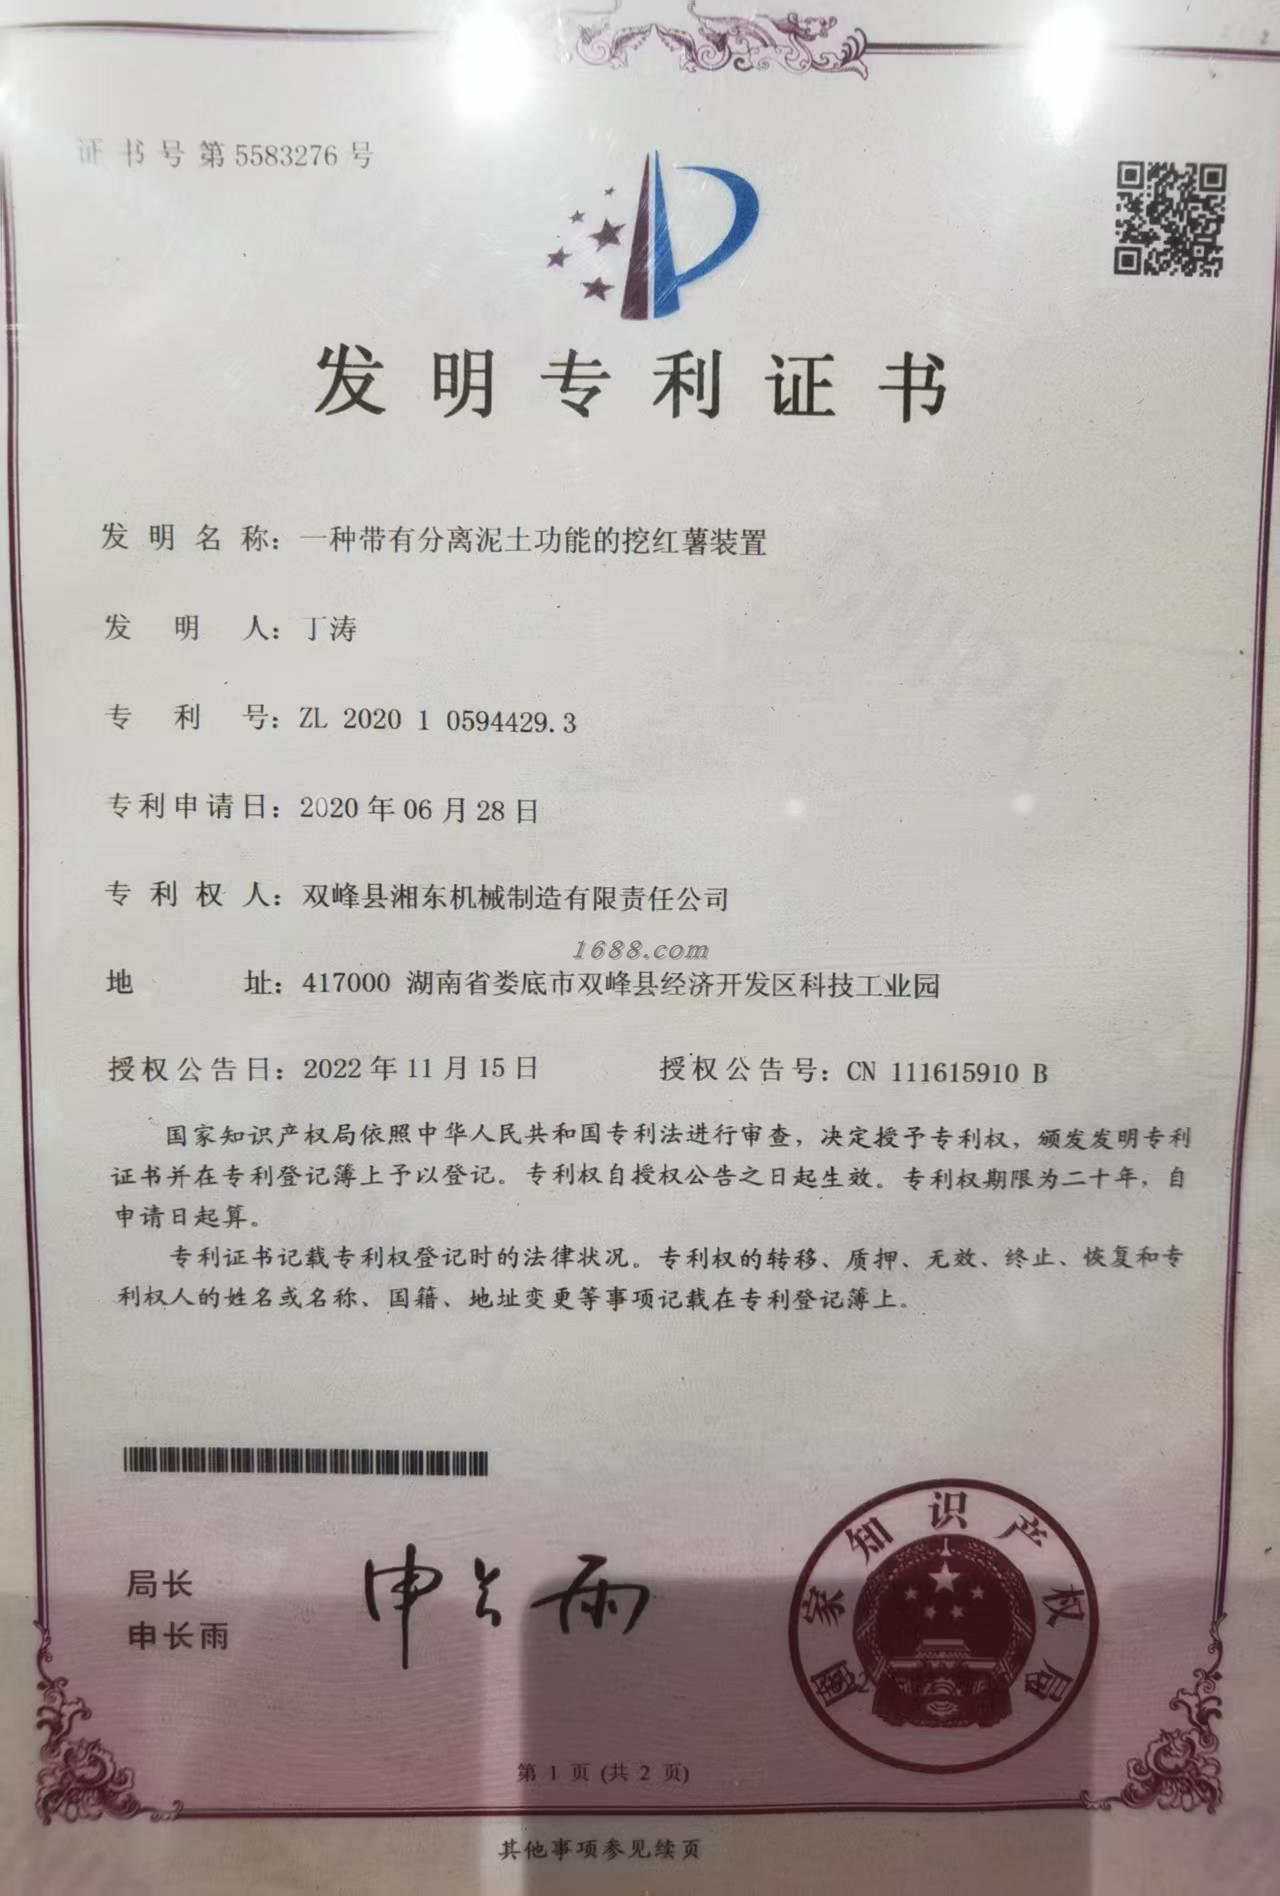 证书号第5583276号
发明专利证书
发明名称：一种带有分离泥土功能的挖红薯装置
发明人：丁涛
专利号：ZL 2020 1 0594429.3
专利申请日：2020年06月28日
专利权人：双峰县湘东机械制造有限责任公司
1688.com
地址：417000 湖南省娄底市双峰县经济开发区科技工业园
授权公告日：2022年11月15日 授权公告号：CN 111615910 B
国家知识产权局依照中华人民共和国专利法进行审查，决定授予专利权，颁发发明专利
证书并在专利登记簿上予以登记。专利权自授权公告之日起生效。专利权期限为二十年，自
申请日起算。
专利证书记载专利权登记时的法律状况。专利权的转移、质押、无效、终止、恢复和专
利权人的姓名或名称、国籍、地址变更等事项记载在专利登记簿上。
局长
申长雨
申长雨
国家知识产权局
第 1 页 (共 2 页)
其他事项参见续页
CNIPA